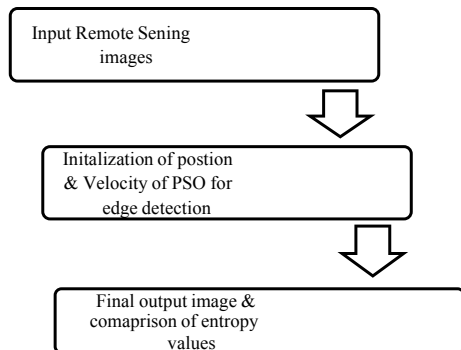 Input Remote Sening
images
Initalization of postion
& Velocity of PSO for
edge detection
Final output image &
comaprison of entropy
values